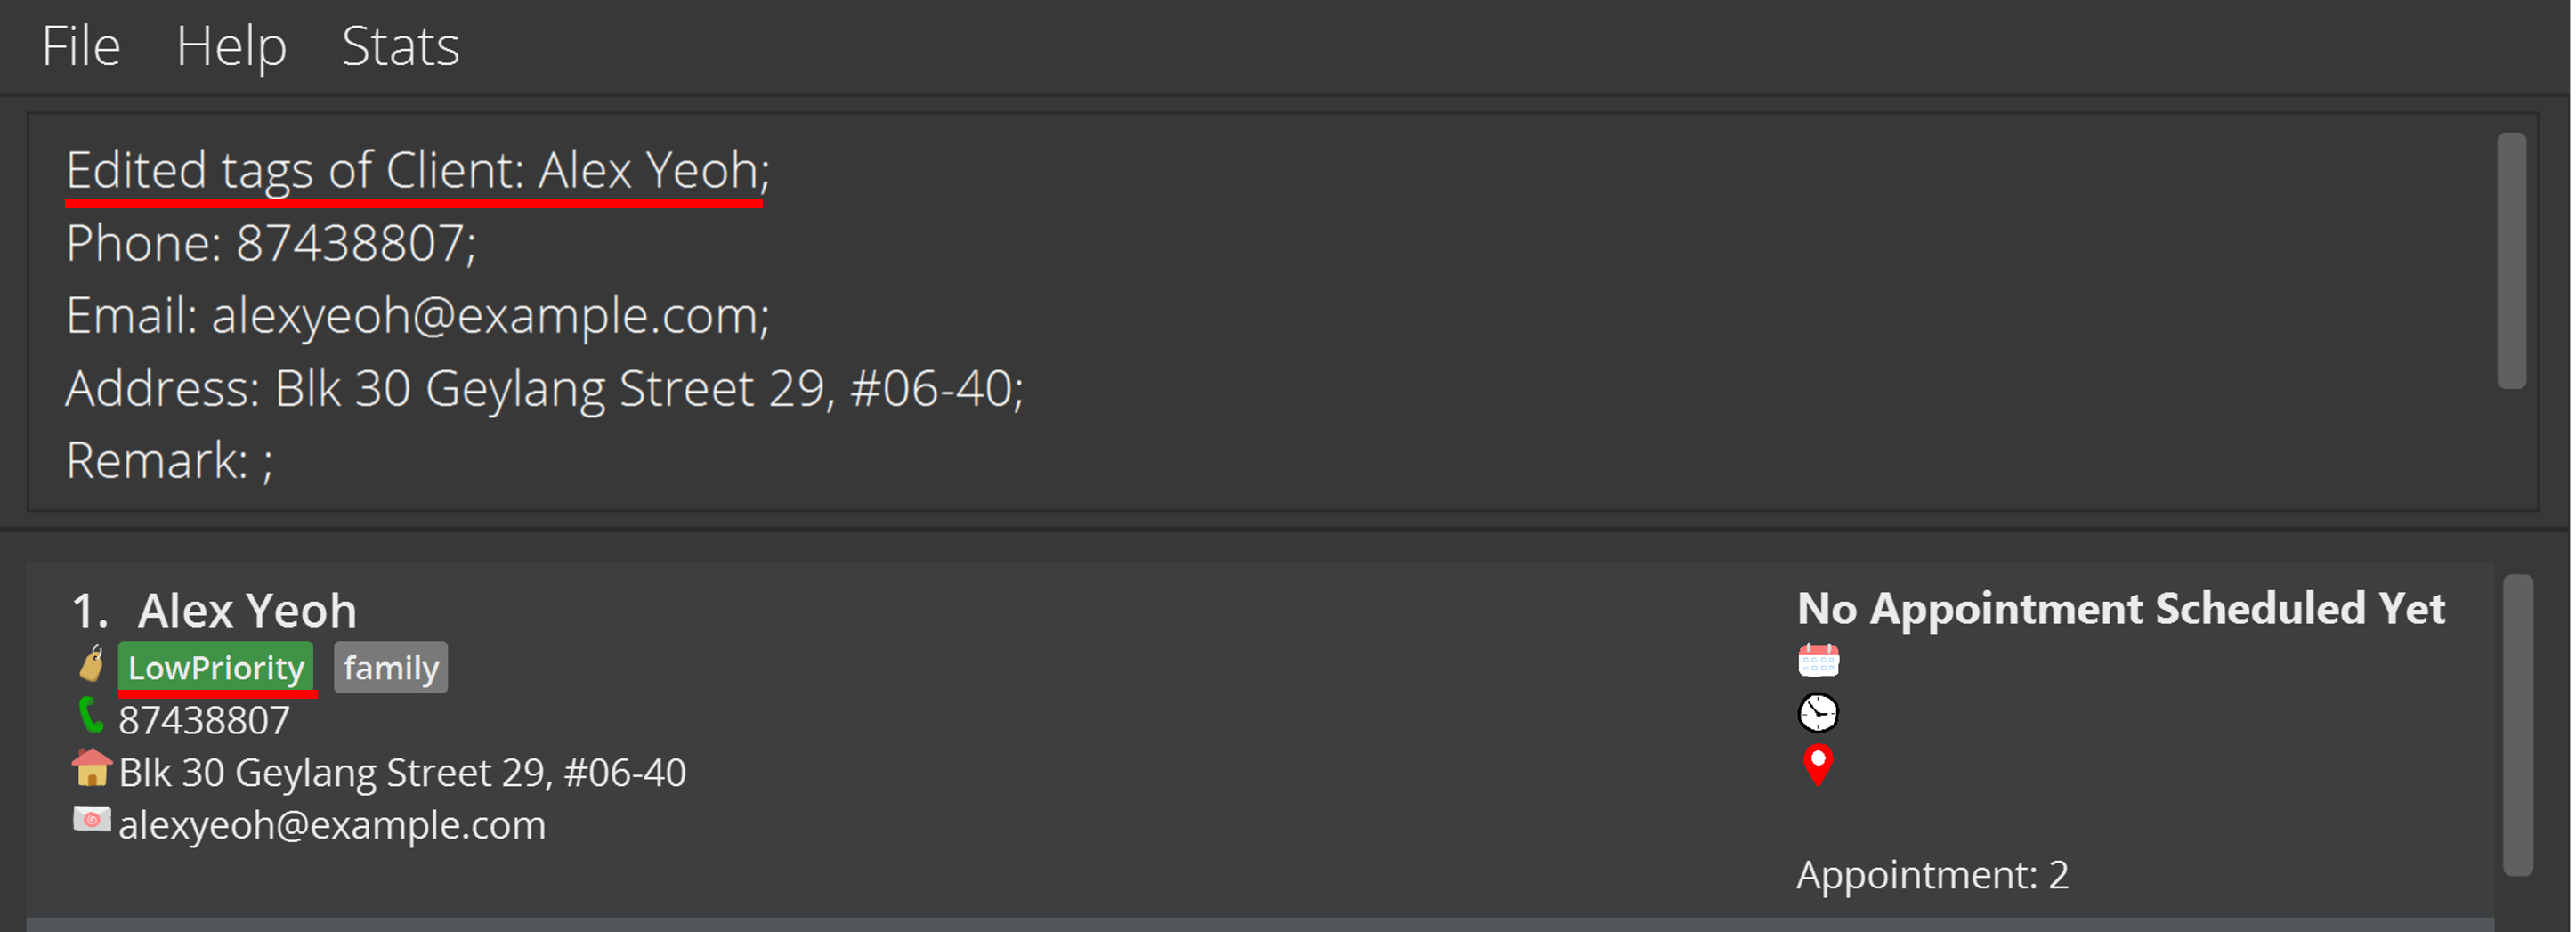 File Help Stats
Edited tags of Client: Alex Yeoh;
Phone: 87438807;
Email: alexyeoh@example.com;
Address: Blk 30 Geylang Street 29, #06-40;
Remark: ;
1. Alex Yeoh
LowPriority family
87438807
Blk 30 Geylang Street 29, #06-40
alexyeoh@example.com
No Appointment Scheduled Yet
Appointment: 2